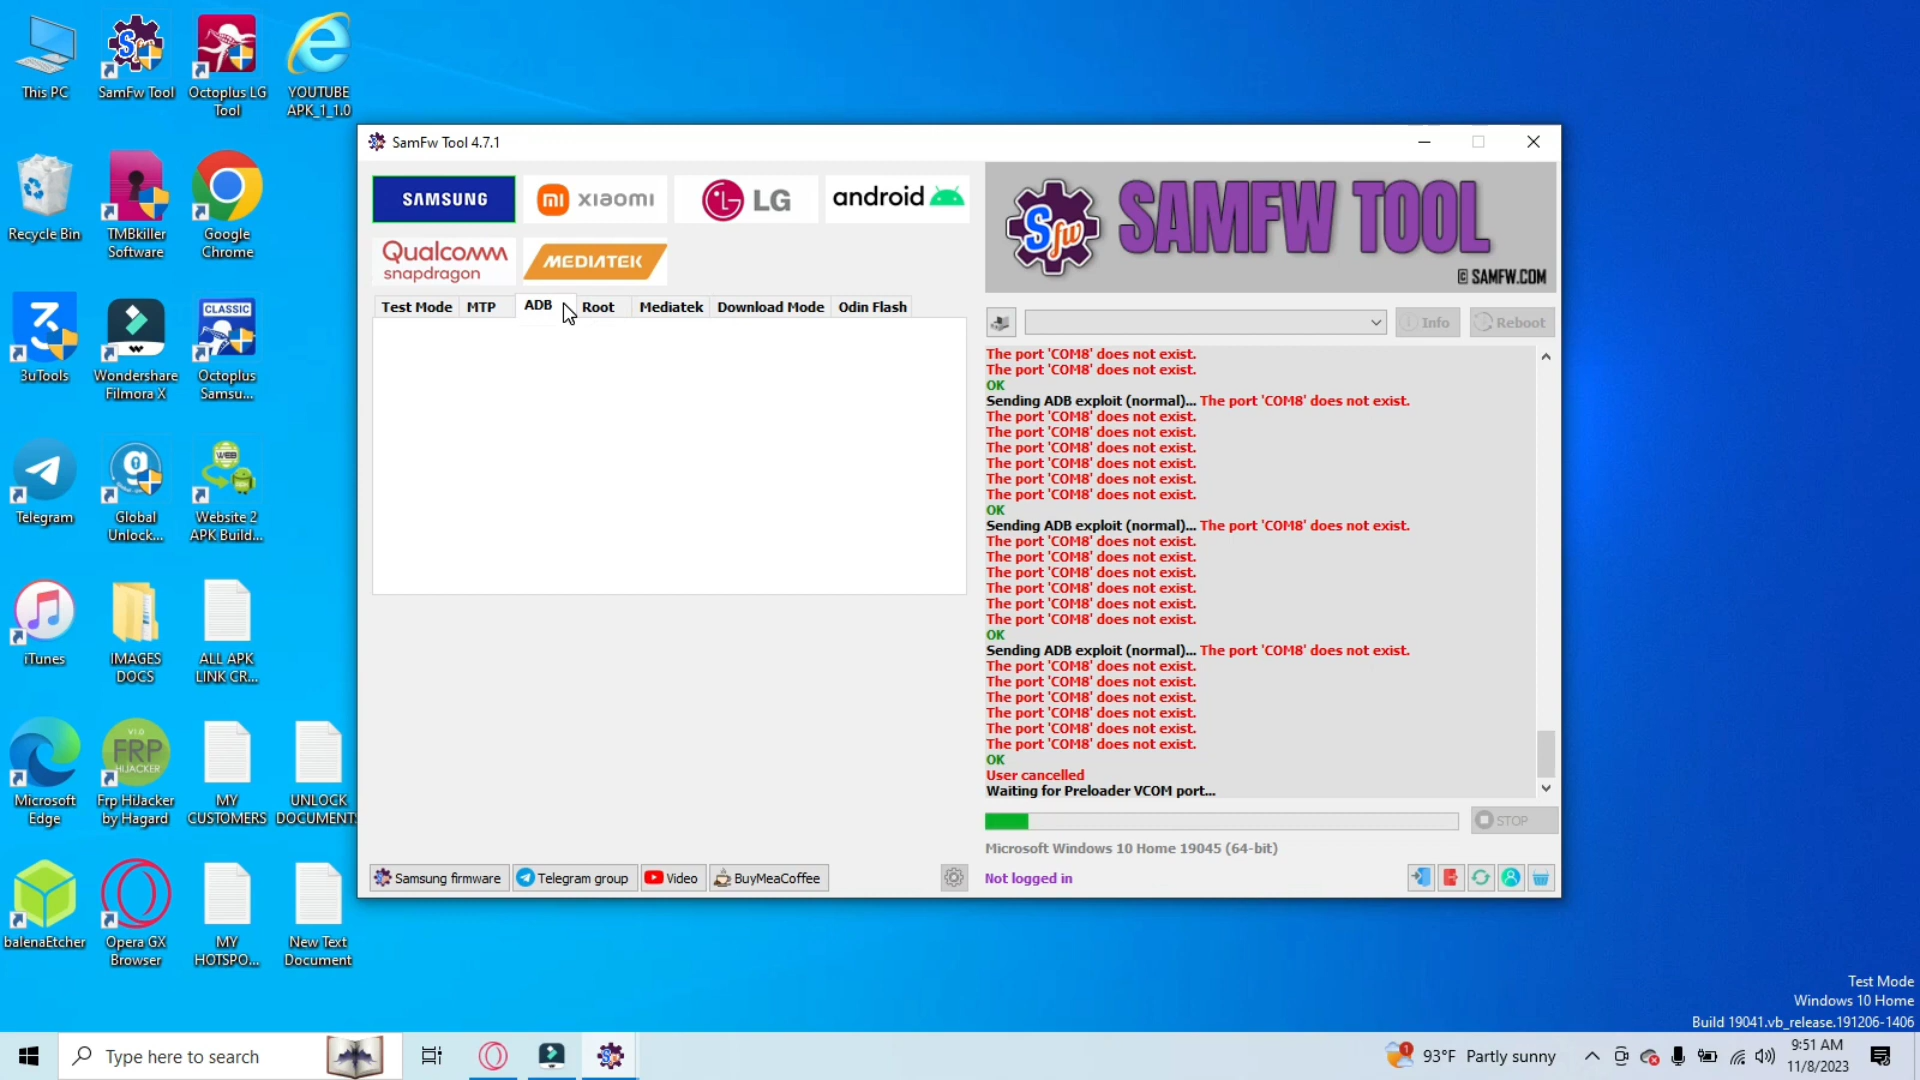 This PC
SamFw Tool
Octoplus LG
Tool
YOUTUBE
APK_1_1.0
Recycle Bin
TMBkiller
Software
Google
Chrome
3uTools
Wondershare
Filmora X
CLASSIC
Octoplus
Samsu...
Telegram
Global
Unlock...
WEB
Website 2
APK Build...
iTunes
IMAGES
DOCS
ALL APK
LINK CR...
Microsoft
Edge
V1.0
FRP
HIJACKER
Frp HiJacker
by Hagard
MY
CUSTOMERS
UNLOCK
DOCUMENT
balenaEtcher
Opera GX
Browser
MY
HOTSPO...
New Text
Document
SamFw Tool 4.7.1
SAMSUNG
mi xiaomi
LG
android
Qualcomm
snapdragon
MEDIATEK
Test Mode
MTP
ADB
Root
Mediatek
Download Mode
Odin Flash
Sfw
SAMFW TOOL
© SAMFW.COM
Info
Reboot
The port 'COM8' does not exist.
The port 'COM8' does not exist.
OK
Sending ADB exploit (normal)... The port 'COM8' does not exist.
The port 'COM8' does not exist.
The port 'COM8' does not exist.
The port 'COM8' does not exist.
The port 'COM8' does not exist.
The port 'COM8' does not exist.
The port 'COM8' does not exist.
OK
Sending ADB exploit (normal)... The port 'COM8' does not exist.
The port 'COM8' does not exist.
The port 'COM8' does not exist.
The port 'COM8' does not exist.
The port 'COM8' does not exist.
The port 'COM8' does not exist.
The port 'COM8' does not exist.
OK
Sending ADB exploit (normal)... The port 'COM8' does not exist.
The port 'COM8' does not exist.
The port 'COM8' does not exist.
The port 'COM8' does not exist.
The port 'COM8' does not exist.
The port 'COM8' does not exist.
The port 'COM8' does not exist.
OK
User cancelled
Waiting for Preloader VCOM port...
STOP
Microsoft Windows 10 Home 19045 (64-bit)
Samsung firmware
Telegram group
Video
BuyMeaCoffee
Not logged in
Test Mode
Windows 10 Home
Build 19041.vb_release.191206-1406
Type here to search
1
93°F Partly sunny
9:51 AM
11/8/2023